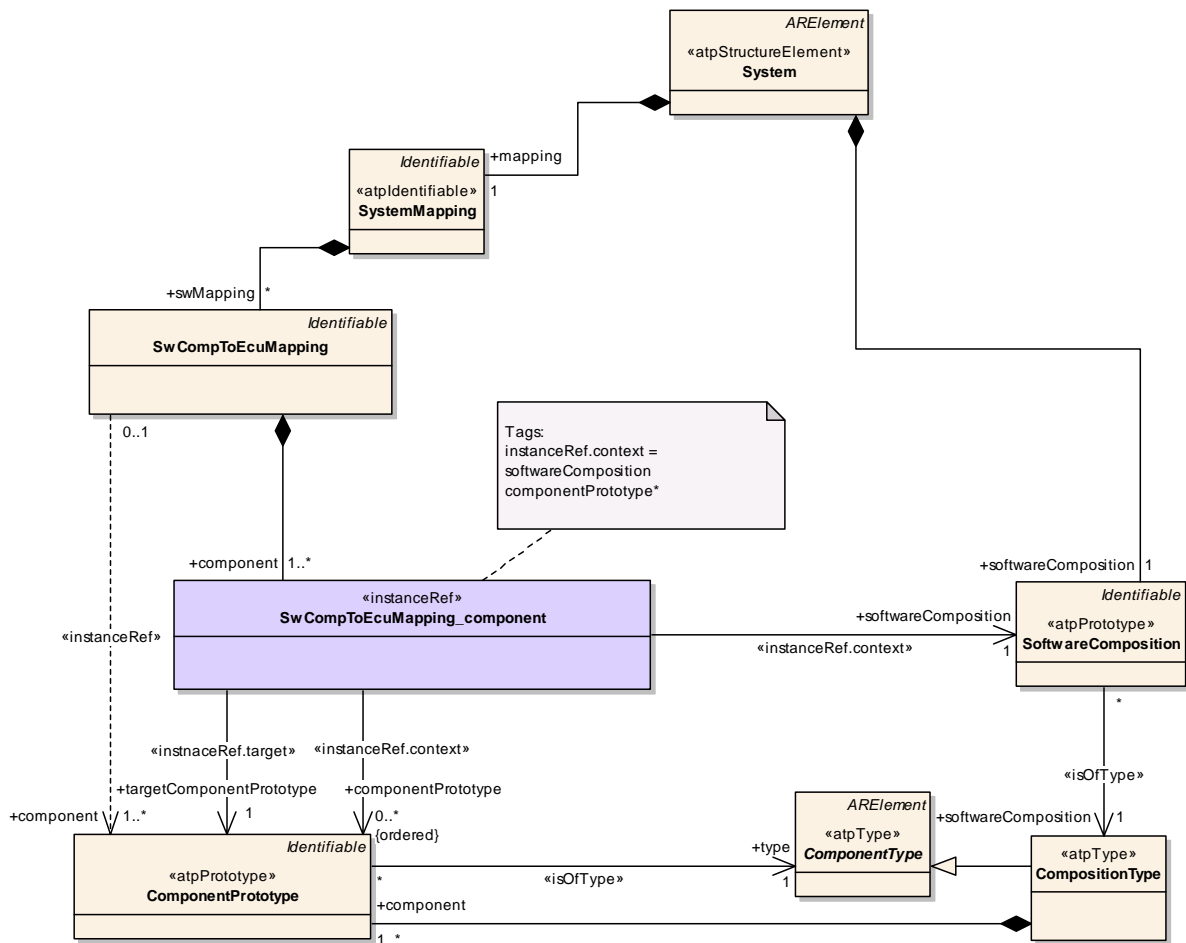 ARElement
«atpStructureElement»
System
+mapping
1
Identifiable
«atpIdentifiable»
SystemMapping
+swMapping
*
Identifiable
SwCompToEcuMapping
0..1
Tags:
instanceRef.context =
softwareComposition
componentPrototype*
+component
1..*
«instanceRef»
SwCompToEcuMapping_component
+softwareComposition
«instanceRef.context»
1
+softwareComposition
1
Identifiable
«atpPrototype»
SoftwareComposition
*
«instanceRef»
«instnaceRef.target»
«instanceRef.context»
«isOfType»
+targetComponentPrototype
1
+componentPrototype
0..*
{ordered}
+component
1..*
Identifiable
«atpPrototype»
ComponentPrototype
*
«isOfType»
+type
1
ARElement
«atpType»
ComponentType
+softwareComposition
1
«atpType»
CompositionType
+component
1..*